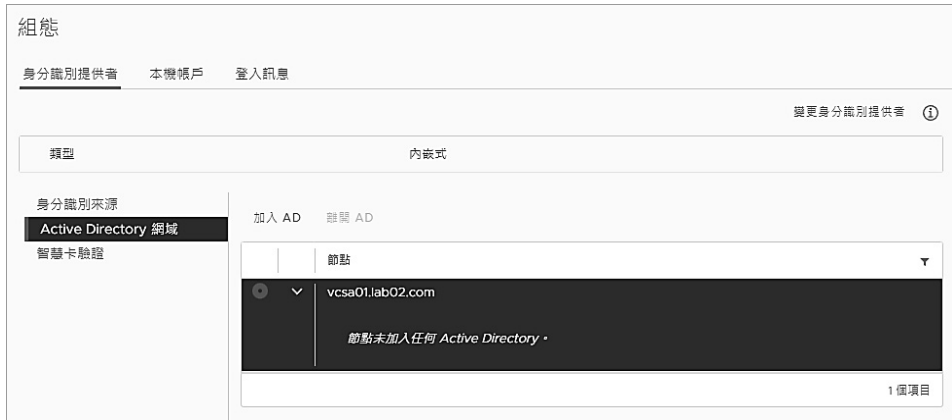 組態
身分識別提供者 本機帳戶 登入訊息
變更身分識別提供者
類型 內嵌式
身分識別來源
Active Directory 網域
智慧卡驗證
加入 AD 離開 AD
節點
vcsa01.lab02.com
節點未加入任何 Active Directory。
1 個項目